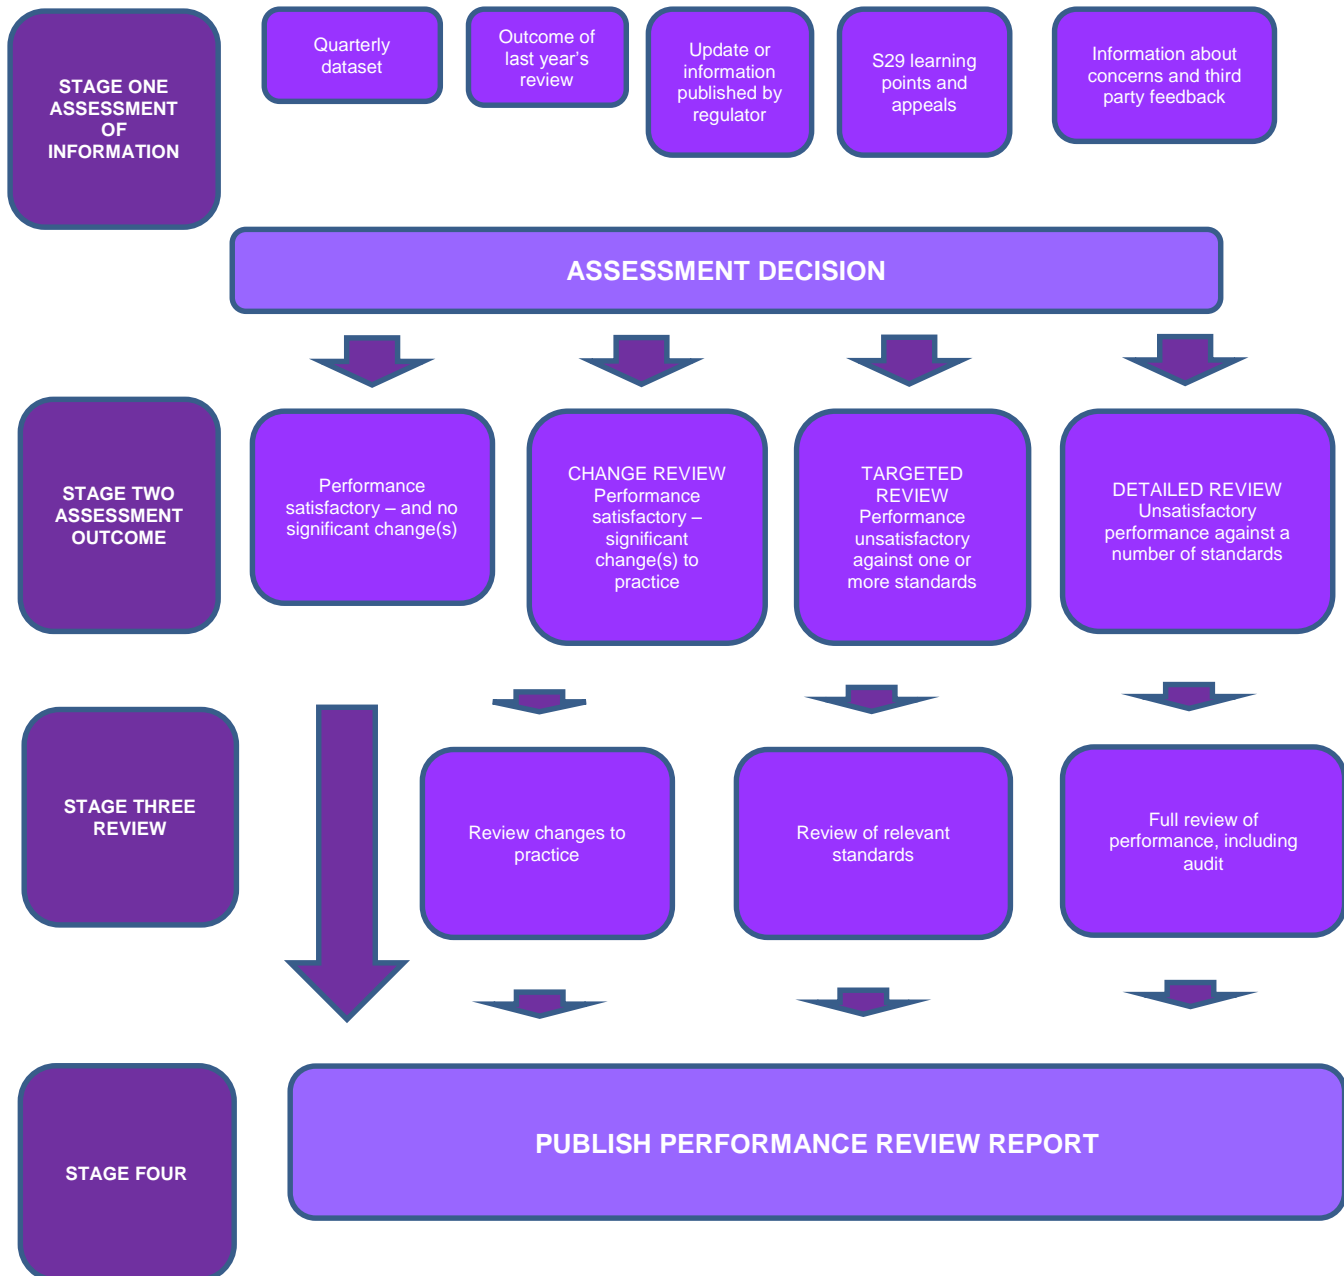 STAGE ONE
ASSESSMENT
OF
INFORMATION
Quarterly
dataset
Outcome of
last year's
review
Update or
information
published by
regulator
S29 learning
points and
appeals
Information about
concerns and third
party feedback
ASSESSMENT DECISION
STAGE TWO
ASSESSMENT
OUTCOME
Performance
satisfactory – and no
significant change(s)
CHANGE REVIEW
Performance
satisfactory –
significant
change(s) to
practice
TARGETED
REVIEW
Performance
unsatisfactory
against one or
more standards
DETAILED REVIEW
Unsatisfactory
performance against a
number of standards
STAGE THREE
REVIEW
Review changes to
practice
Review of relevant
standards
Full review of
performance, including
audit
STAGE FOUR
PUBLISH PERFORMANCE REVIEW REPORT